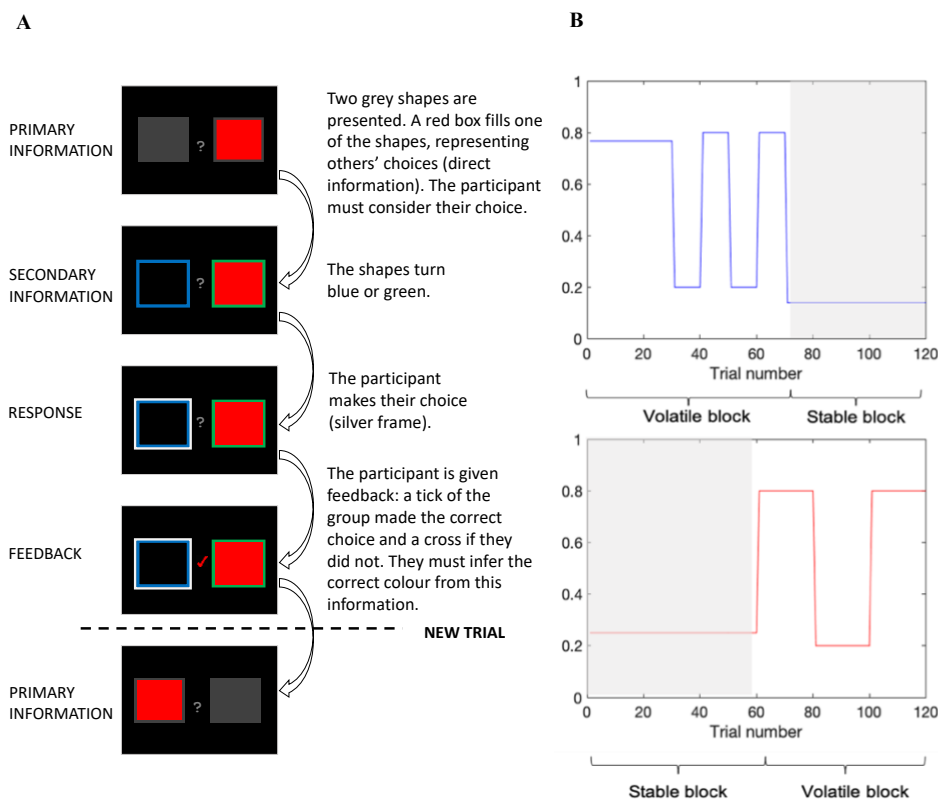 A
PRIMARY
INFORMATION
?
Two grey shapes are
presented. A red box fills one
of the shapes, representing
others’ choices (direct
information). The participant
must consider their choice.
SECONDARY
INFORMATION
?
The shapes turn
blue or green.
RESPONSE
?
The participant
makes their choice
(silver frame).
FEEDBACK
✓
The participant is given
feedback: a tick of the
group made the correct
choice and a cross if they
did not. They must infer the
correct colour from this
information.
NEW TRIAL
PRIMARY
INFORMATION
?
B
1
0.8
0.6
0.4
0.2
0
0 20 40 60 80 100 120
Trial number
Volatile block Stable block
1
0.8
0.6
0.4
0.2
0
0 20 40 60 80 100 120
Trial number
Stable block Volatile block